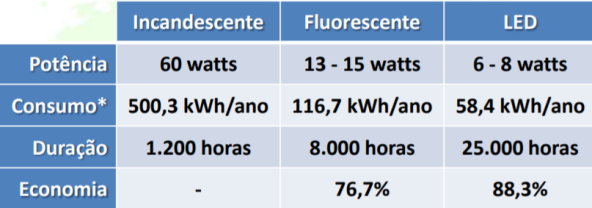 Incandescente Fluorescente LED
Potência 60 watts 13 - 15 watts 6 - 8 watts
Consumo* 500,3 kWh/ano 116,7 kWh/ano 58,4 kWh/ano
Duração 1.200 horas 8.000 horas 25.000 horas
Economia - 76,7% 88,3%